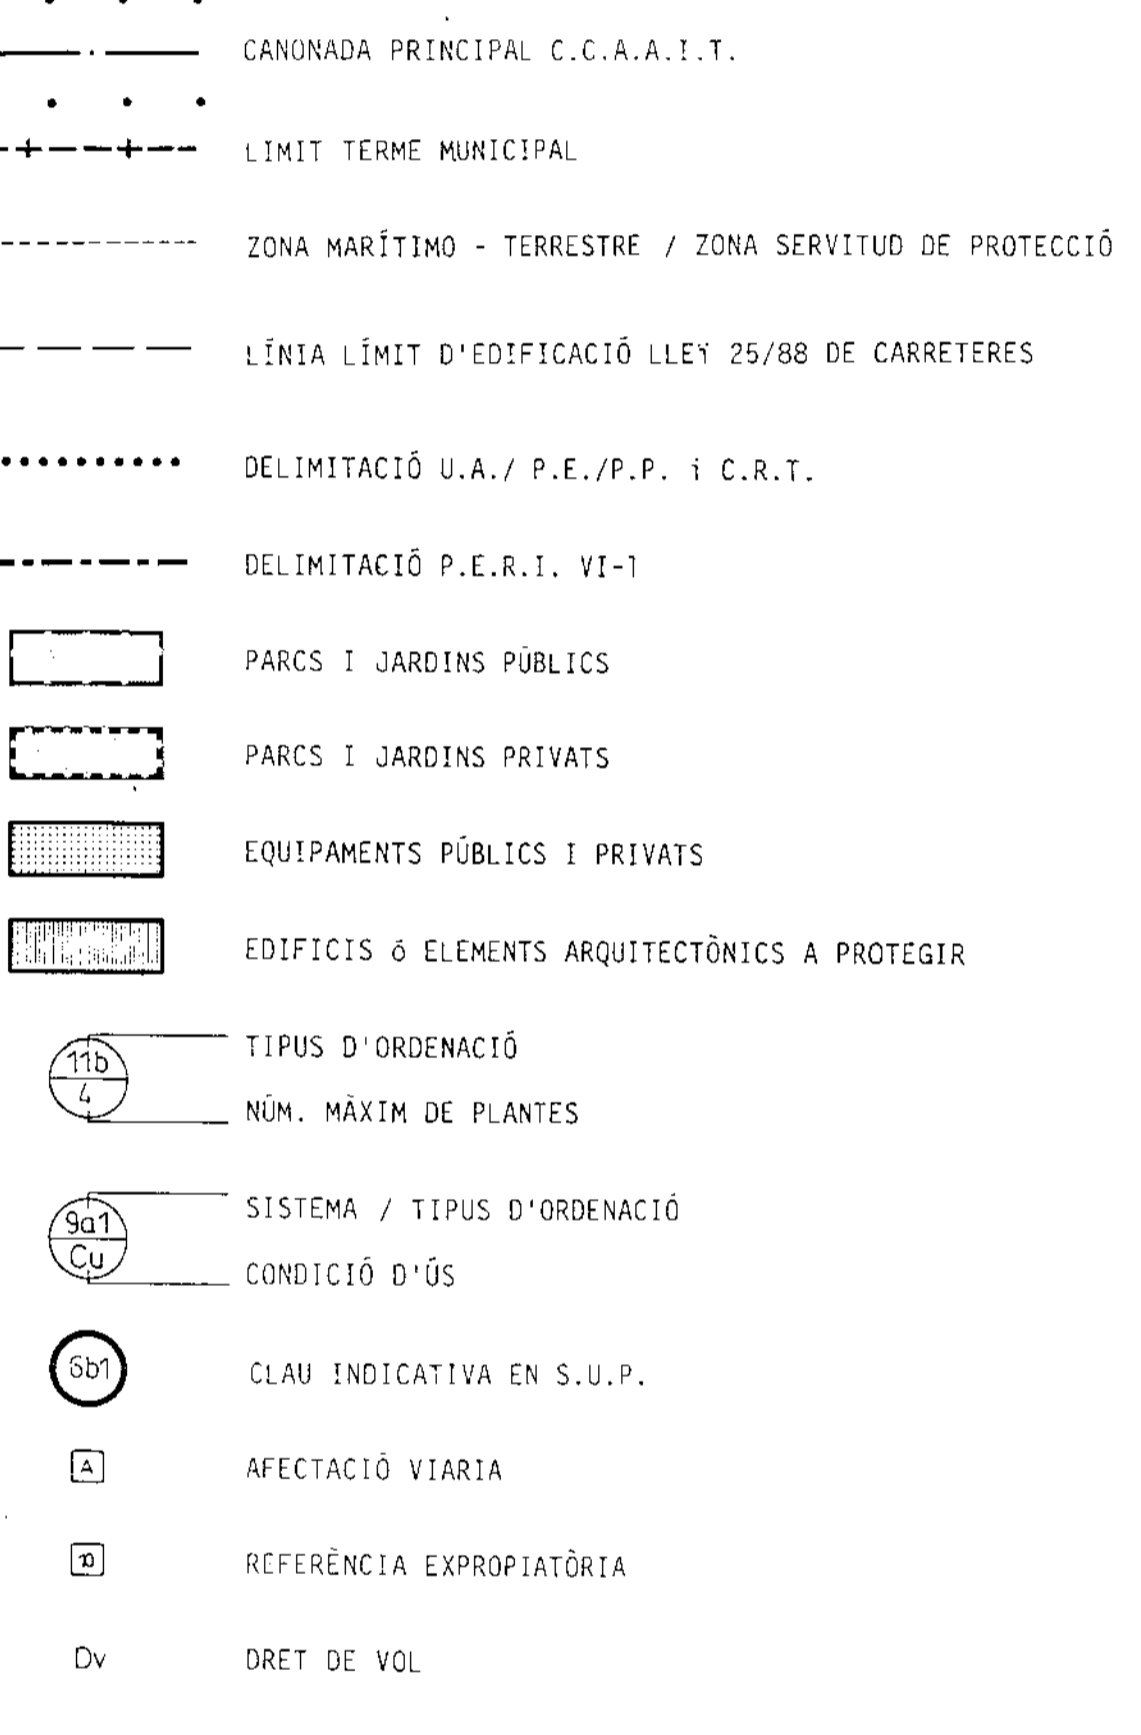 CANONADA PRINCIPAL C.C.A.A.I.T.
LIMIT TERME MUNICIPAL
ZONA MARÍTIMO - TERRESTRE / ZONA SERVITUD DE PROTECCIÓ
LÍNIA LÍMIT D'EDIFICACIÓ LLEï 25/88 DE CARRETERES
DELIMITACIÓ U.A./ P.E./P.P. i C.R.T.
DELIMITACIÓ P.E.R.I. VI-1
PARCS I JARDINS PÚBLICS
PARCS I JARDINS PRIVATS
EQUIPAMENTS PÚBLICS I PRIVATS
EDIFICIS ó ELEMENTS ARQUITECTÒNICS A PROTEGIR
11b TIPUS D'ORDENACIÓ
4 NÚM. MÀXIM DE PLANTES
9a1 SISTEMA / TIPUS D'ORDENACIÓ
Cu CONDICIÓ D'ÚS
6b1 CLAU INDICATIVA EN S.U.P.
A AFECTACIÓ VIARIA
REFERÈNCIA EXPROPIATÒRIA
Dv DRET DE VOL